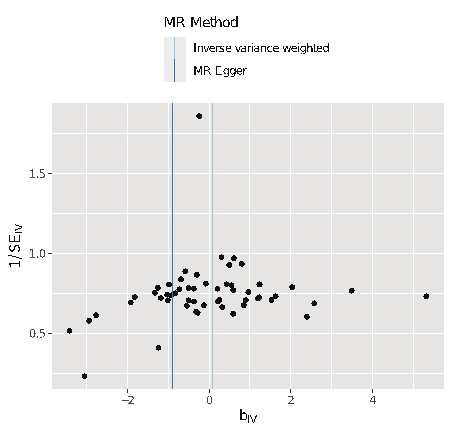 MR Method
Inverse variance weighted
MR Egger
1.5
1.0
0.5
1/SE_IV
−2
0
2
4
b_IV